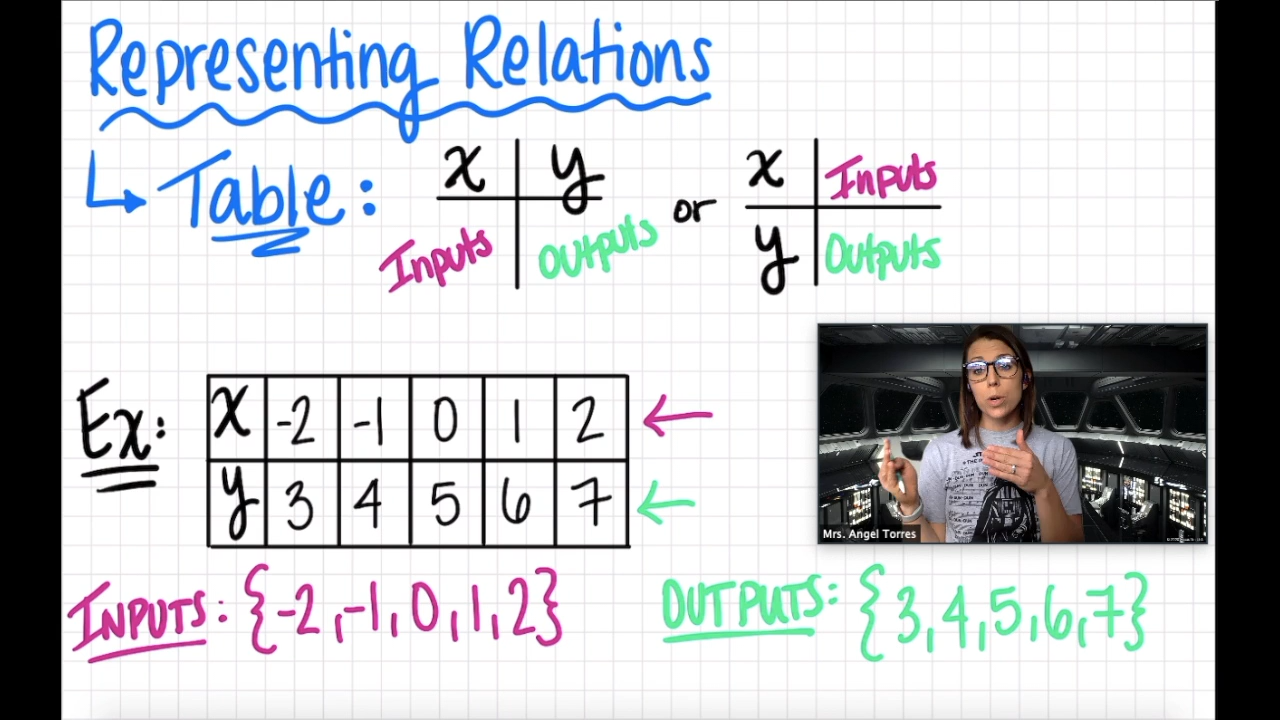 Representing Relations
Table:
x y or x Inputs
Inputs Outputs y Outputs
Ex:
x -2 -1 0 1 2
y 3 4 5 6 7
Mrs. Angel Torres
INPUTS: {-2,-1,0,1,2}
OUTPUTS: {3,4,5,6,7}